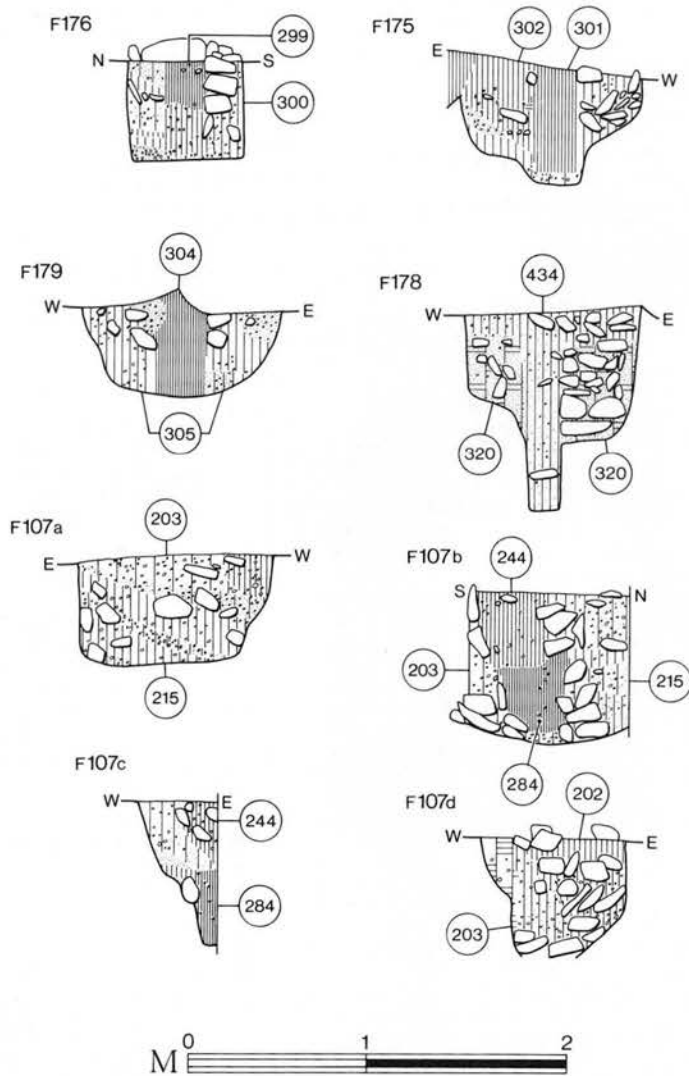 F176
299
N S
300
F175
302 301
E W
F179
304
W E
305
F178
434
W E
320 320
F107a
203
E W
215
F107b
244
S N
203 215
284
F107c
W E
244
284
F107d
202
W E
203
0 1 2
M